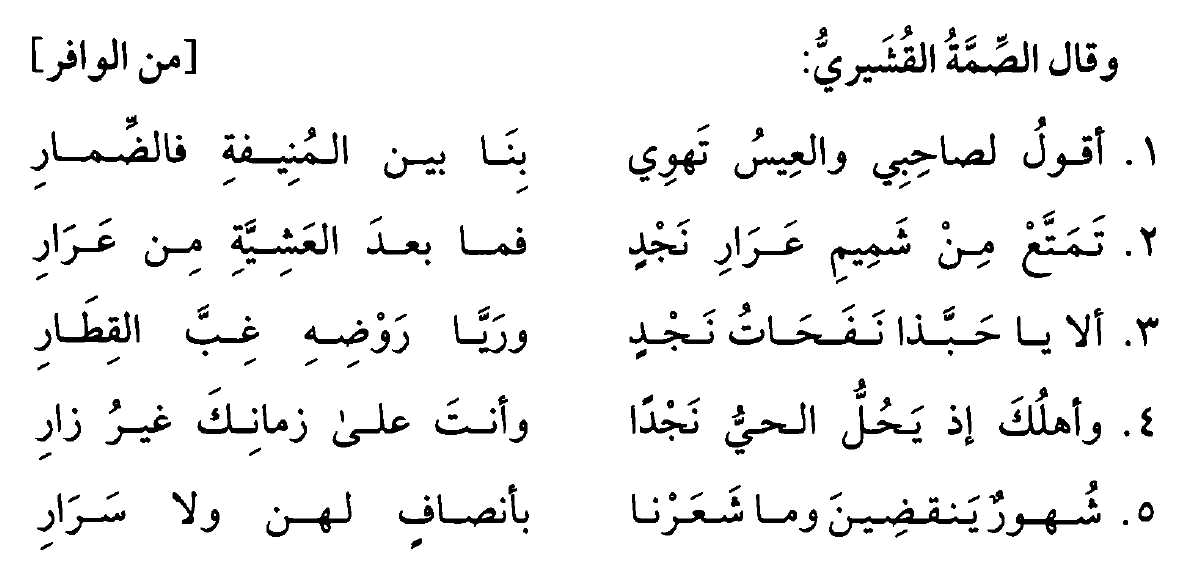 وقال الصِّمَّةُ القُشَيريُّ: [من الوافر]
١. أقولُ لصاحِبِي والعِيسُ تَهوِي بِنَا بين المُنِيفةِ فالضِّمارِ
٢. تَمَتَّعْ مِنْ شَمِيمِ عَرَارِ نَجْدٍ فما بعدَ العَشِيَّةِ مِن عَرَارِ
٣. ألا يا حَبَّذا نَفَحَاتُ نَجْدٍ ورَيَّا رَوْضِهِ غِبَّ القِطَارِ
٤. وأهلُكَ إذ يَحُلُّ الحيُّ نَجْدًا وأنتَ علىٰ زمانِكَ غيرُ زارِ
٥. شُهورٌ يَنقضِينَ وما شَعَرْنا بأنصافٍ لهن ولا سَرَارِ